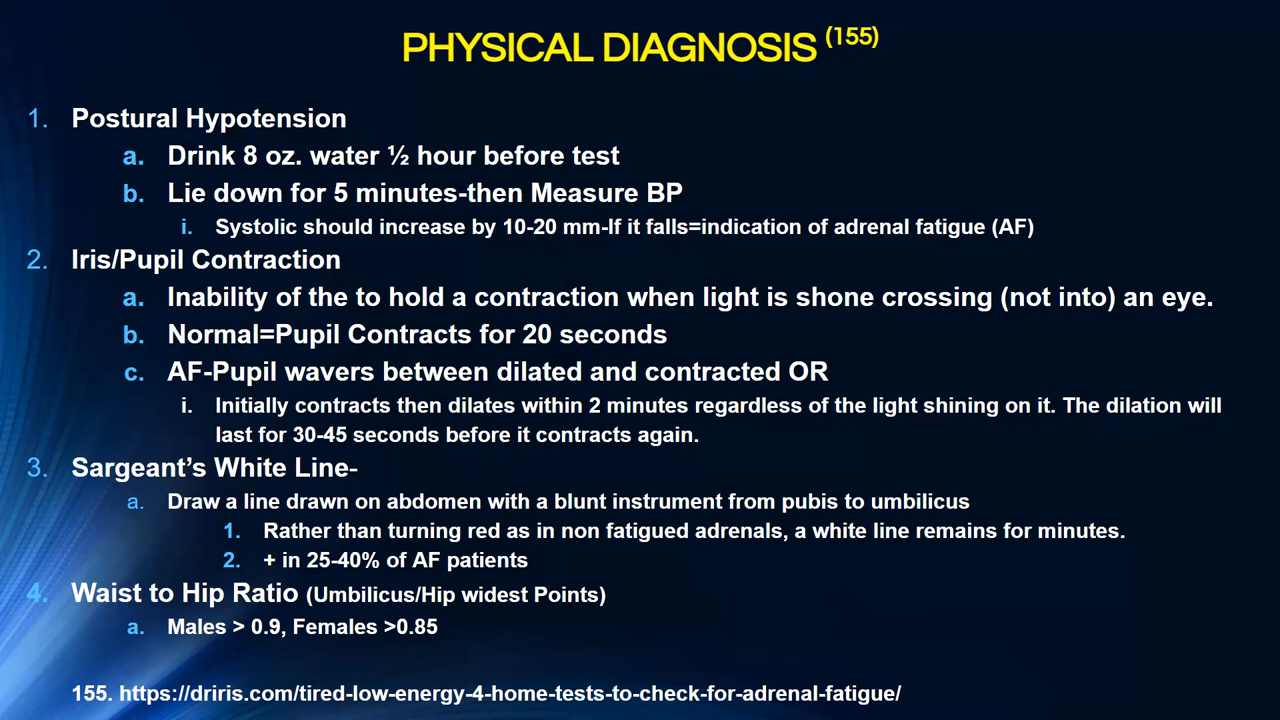 PHYSICAL DIAGNOSIS (155)
1. Postural Hypotension
a. Drink 8 oz. water ½ hour before test
b. Lie down for 5 minutes-then Measure BP
i. Systolic should increase by 10-20 mm-If it falls=indication of adrenal fatigue (AF)
2. Iris/Pupil Contraction
a. Inability of the to hold a contraction when light is shone crossing (not into) an eye.
b. Normal=Pupil Contracts for 20 seconds
c. AF-Pupil wavers between dilated and contracted OR
i. Initially contracts then dilates within 2 minutes regardless of the light shining on it. The dilation will
last for 30-45 seconds before it contracts again.
3. Sargeant’s White Line-
a. Draw a line drawn on abdomen with a blunt instrument from pubis to umbilicus
1. Rather than turning red as in non fatigued adrenals, a white line remains for minutes.
2. + in 25-40% of AF patients
4. Waist to Hip Ratio (Umbilicus/Hip widest Points)
a. Males > 0.9, Females >0.85
155. https://driris.com/tired-low-energy-4-home-tests-to-check-for-adrenal-fatigue/